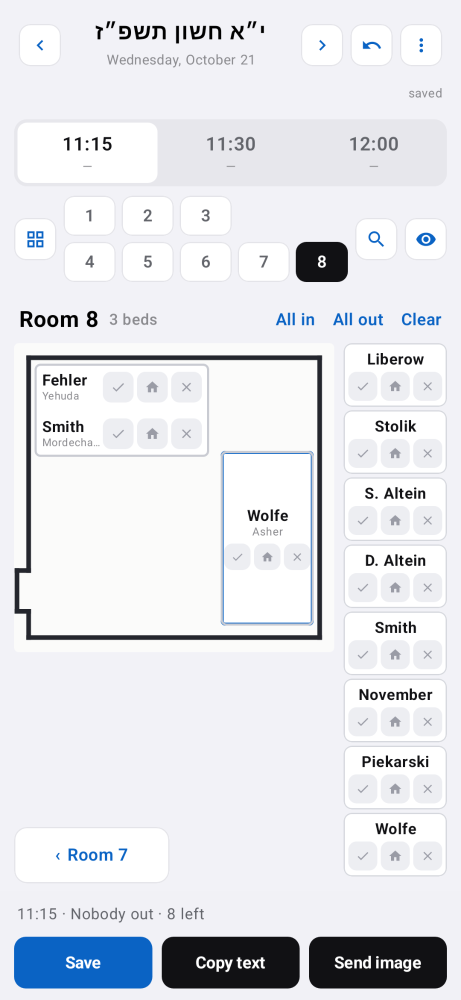 י״א חשון תשפ״ז
Wednesday, October 21
saved
11:15
11:30
12:00
–
–
–
1
2
3
4
5
6
7
8
Room 8
3 beds
All in
All out
Clear
Fehler
Yehuda
Smith
Mordecha...
Wolfe
Asher
Liberow
Stolik
S. Altein
D. Altein
Smith
November
Piekarski
Wolfe
‹ Room 7
11:15 · Nobody out · 8 left
Save
Copy text
Send image